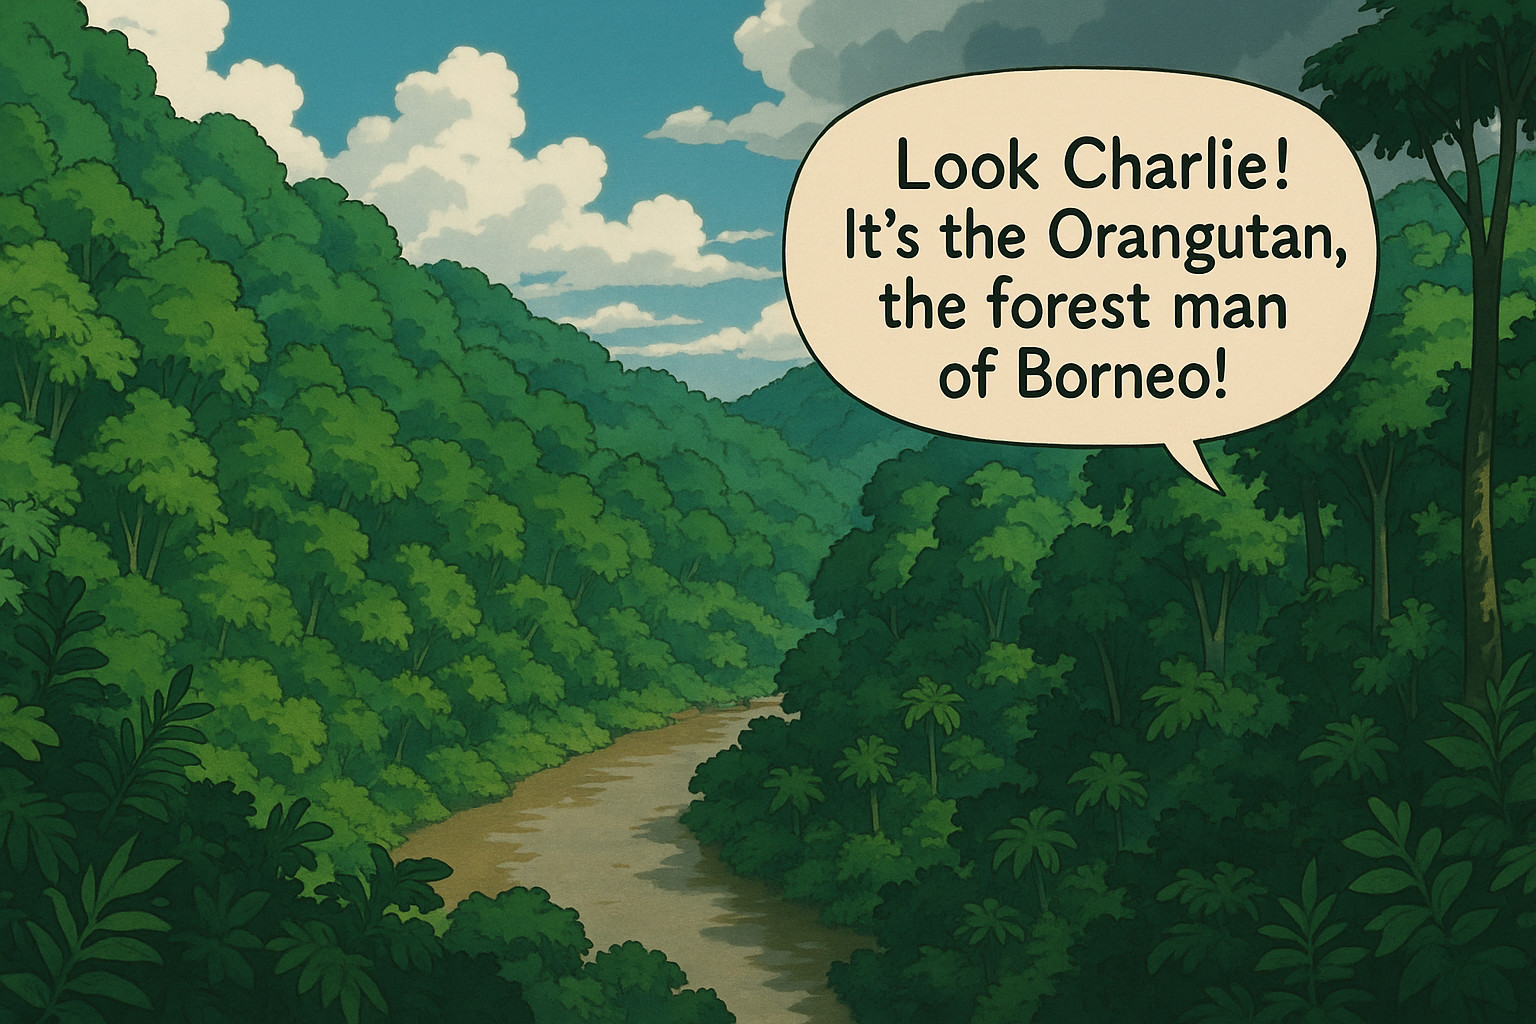 Look Charlie!
It's the Orangutan,
the forest man
of Borneo!